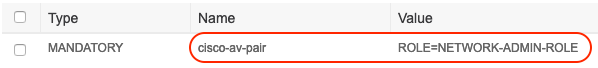 Type Name Value
MANDATORY cisco-av-pair ROLE=NETWORK-ADMIN-ROLE